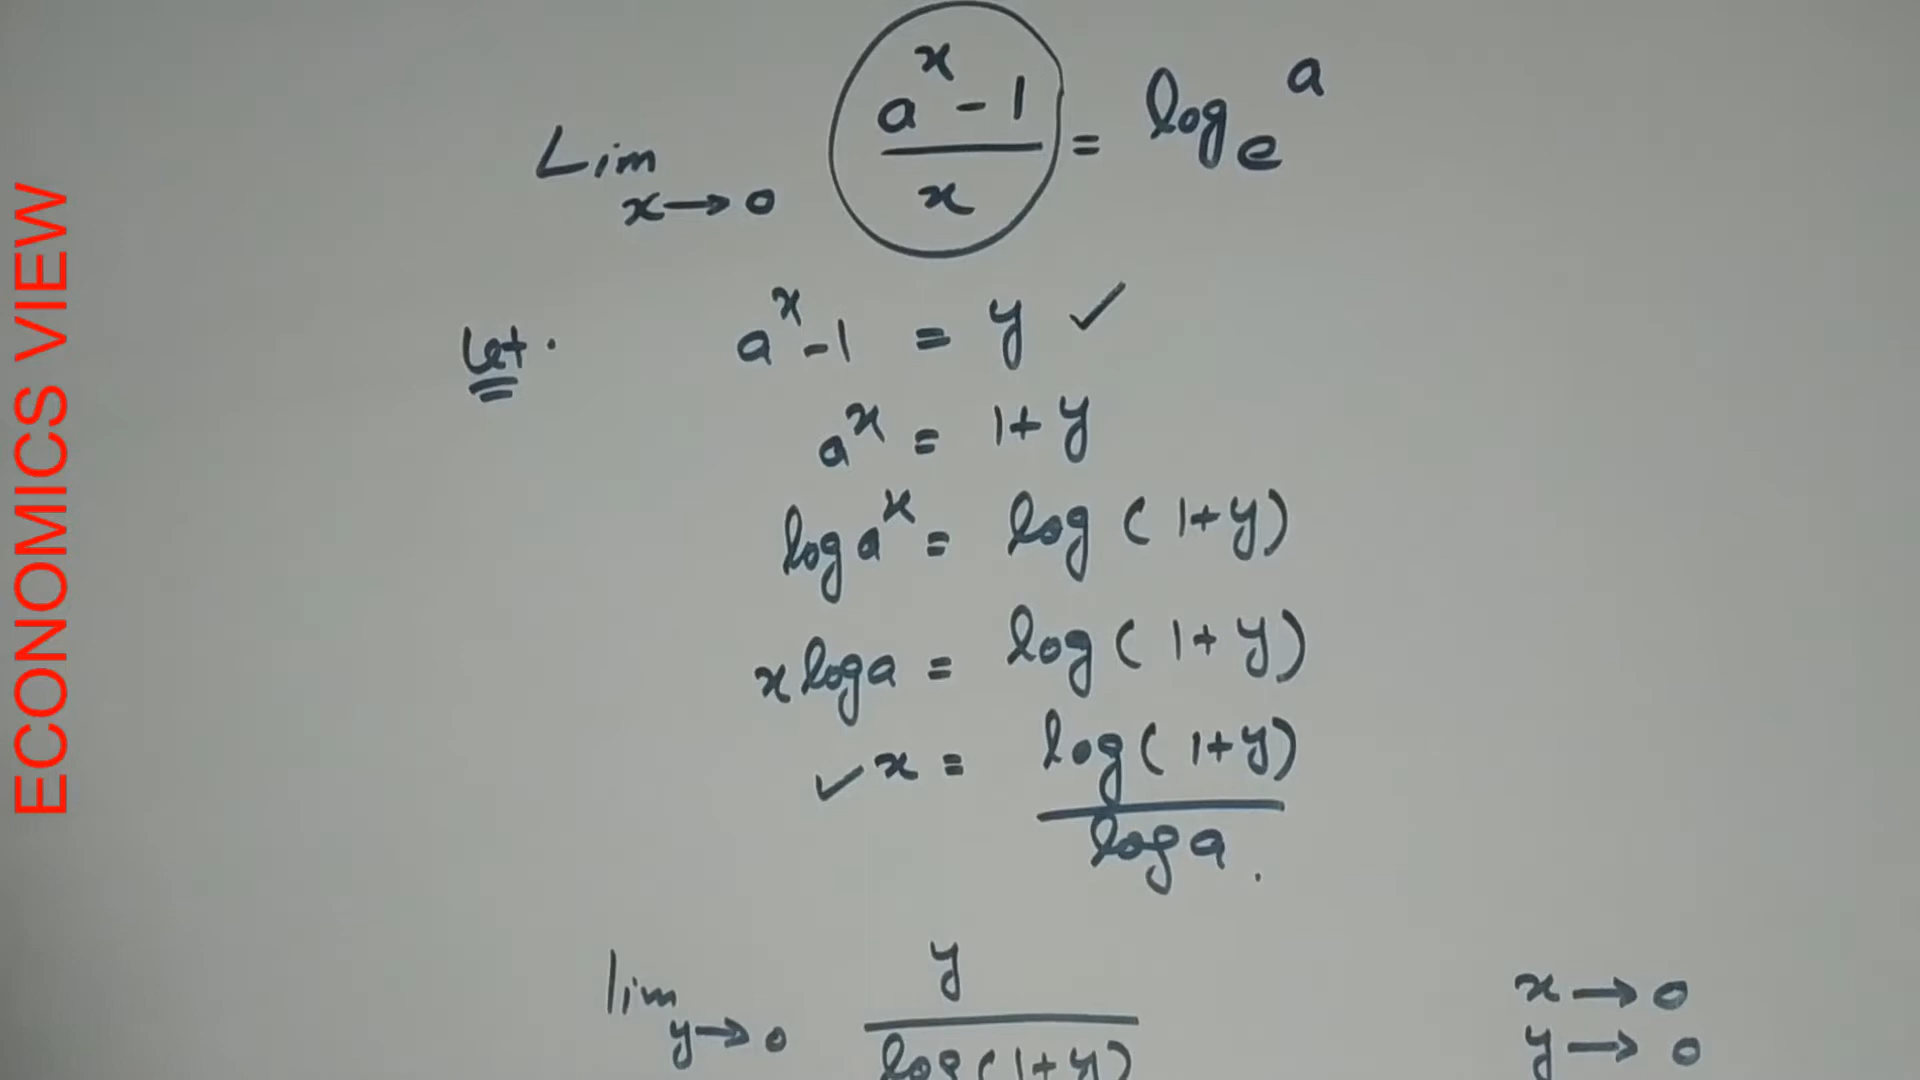 ECONOMICS VIEW
Lim x→0 (a^x - 1)/x = log_e a
Let. a^x - 1 = y ✓
a^x = 1 + y
log a^x = log (1 + y)
x log a = log (1 + y)
✓ x = log (1 + y)/log a.
lim y→0 y/log (1 + y)
x → 0
y → 0